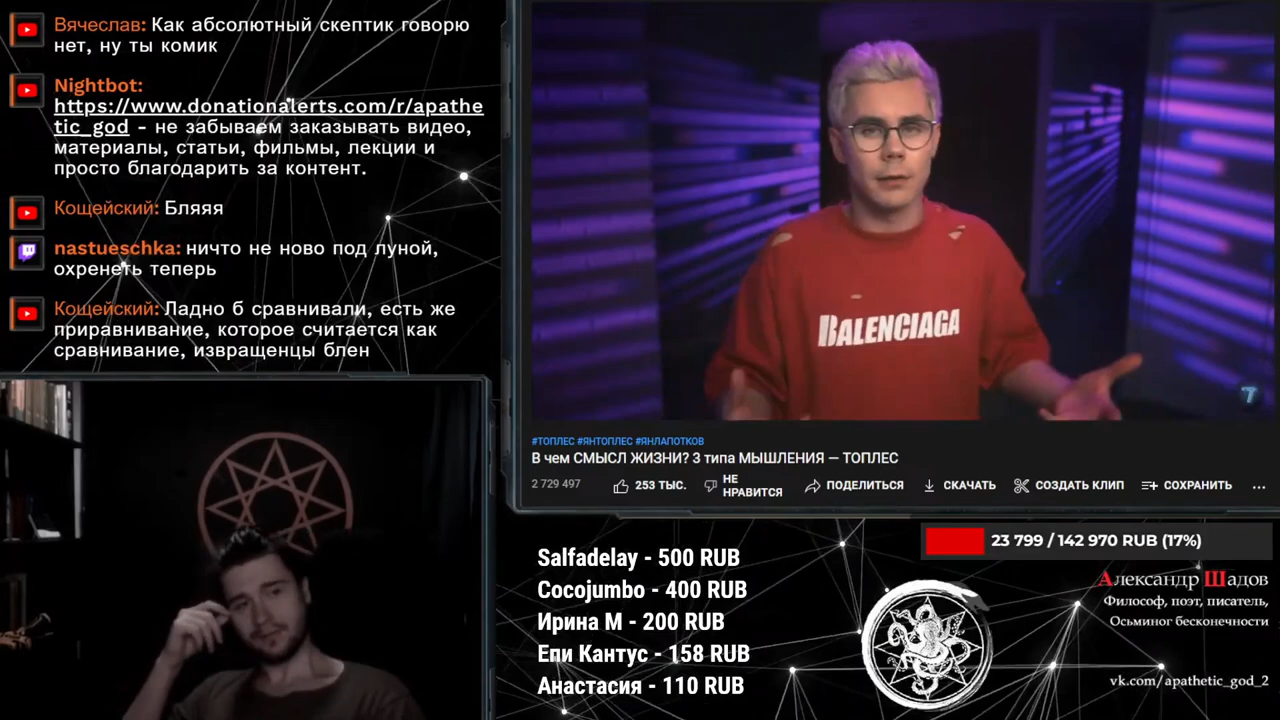 Вячеслав: Как абсолютный скептик говорю
нет, ну ты комик
Nightbot:
https://www.donationalerts.com/r/apathe
tic_god - не забываем заказывать видео,
материалы, статьи, фильмы, лекции и
просто благодарить за контент.
Кощейский: Бляяя
nastueschka: ничто не ново под луной,
охренеть теперь
Кощейский: Ладно б сравнивали, есть же
приравнивание, которое считается как
сравнивание, извращенцы блен
BALENCIAGA
T
#ТОПЛЕС #ЯНТОПЛЕС #ЯНЛАПОТКОВ
В чем СМЫСЛ ЖИЗНИ? 3 типа МЫШЛЕНИЯ — ТОПЛЕС
2 729 497
253 ТЫС.
НЕ
НРАВИТСЯ
ПОДЕЛИТЬСЯ
СКАЧАТЬ
СОЗДАТЬ КЛИП
СОХРАНИТЬ
...
Salfadelay - 500 RUB
Cocojumbo - 400 RUB
Ирина М - 200 RUB
Епи Кантус - 158 RUB
Анастасия - 110 RUB
23 799 / 142 970 RUB (17%)
Александр Шадов
Философ, поэт, писатель,
Осьминог бесконечности
vk.com/apathetic_god_2